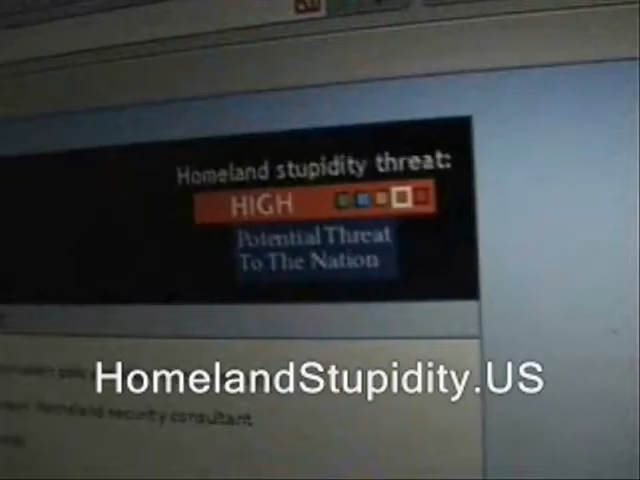 Homeland stupidity threat:
HIGH
Potential Threat
To The Nation
HomelandStupidity.US
homeland security consultant